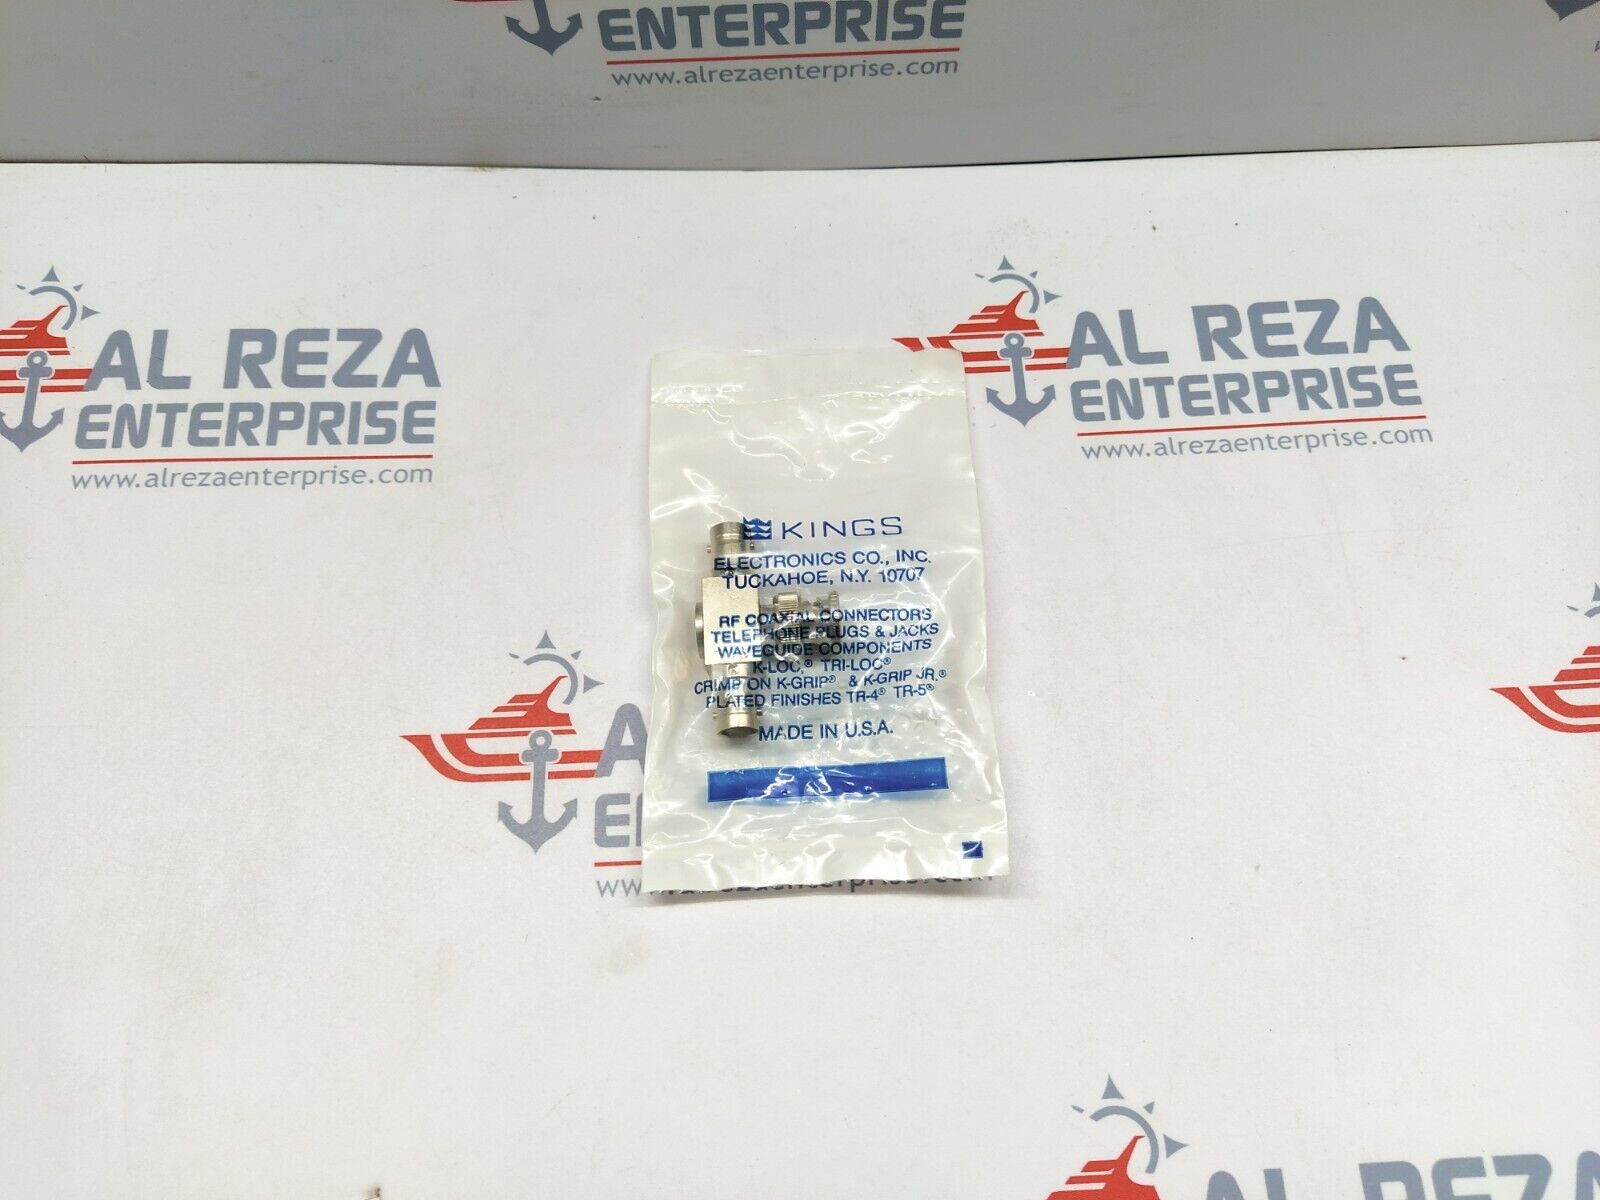 ENTERPRISE
www.alrezaenterprise.com
AL REZA
ENTERPRISE
www.alrezaenterprise.com
AL REZA
ENTERPRISE
www.alrezaenterprise.com
KINGS
ELECTRONICS CO., INC.
TUCKAHOE, N.Y. 10707
RF COAXIAL CONNECTORS
TELEPHONE PLUGS & JACKS
WAVEGUIDE COMPONENTS
K-LOC,® TRI-LOC®
CRIMP ON K-GRIP® & K-GRIP JR.®
PLATED FINISHES TR-4® TR-5®
MADE IN U.S.A.
AL REZA